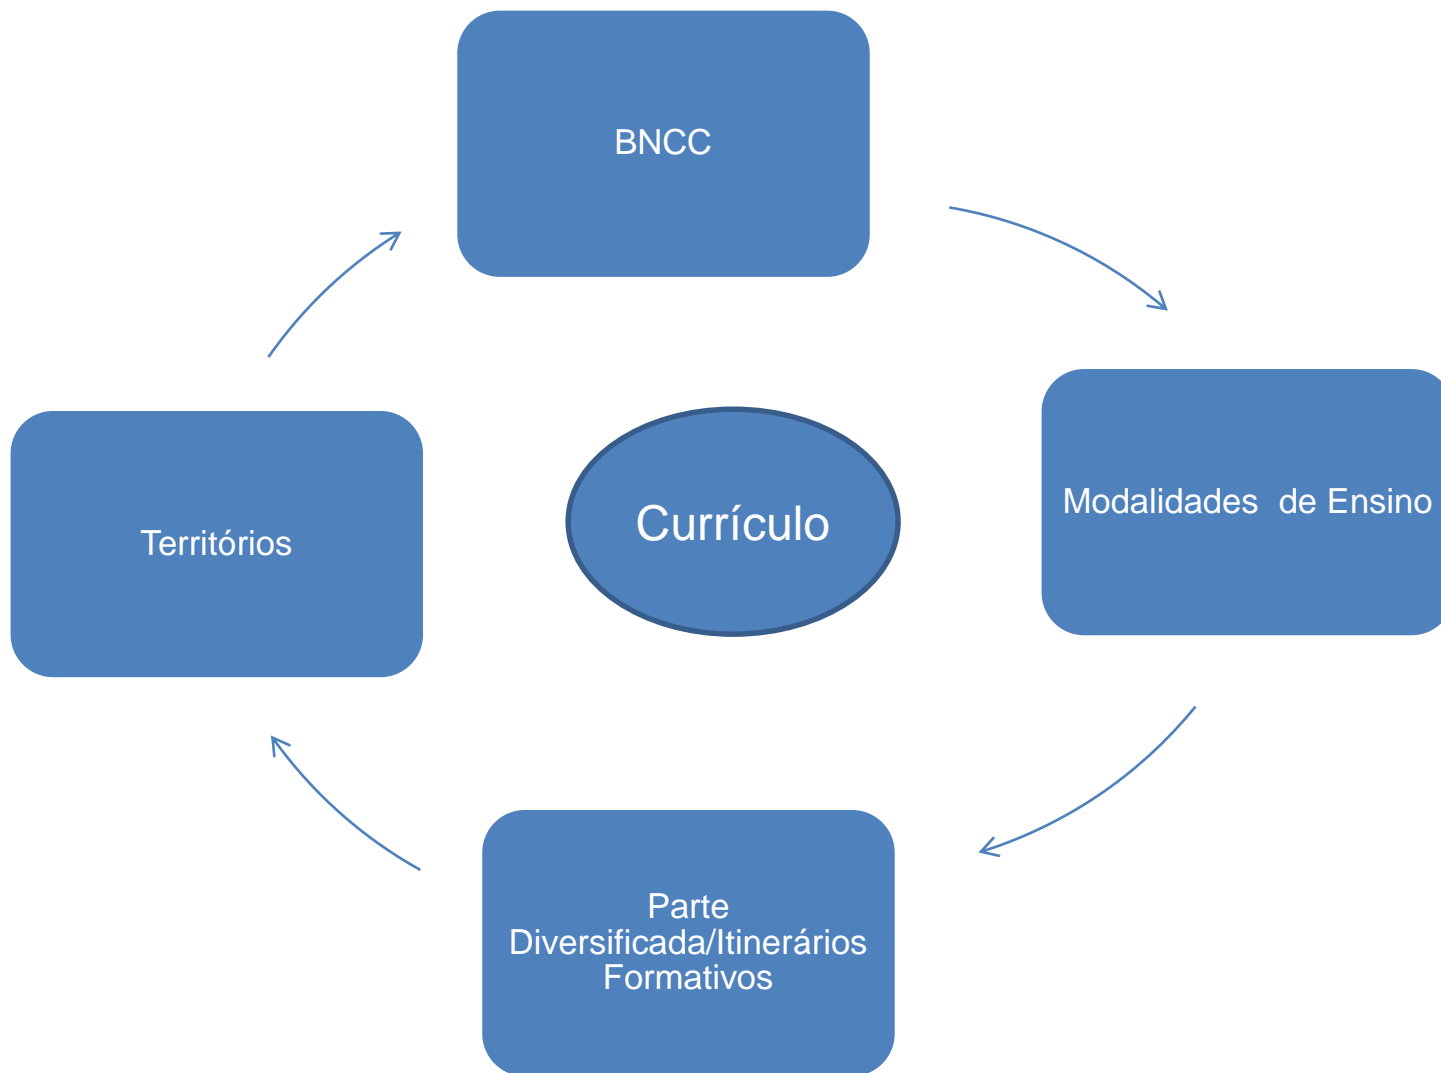 BNCC
Modalidades  de Ensino
Territórios
Currículo
Parte
Diversificada/Itinerários
Formativos